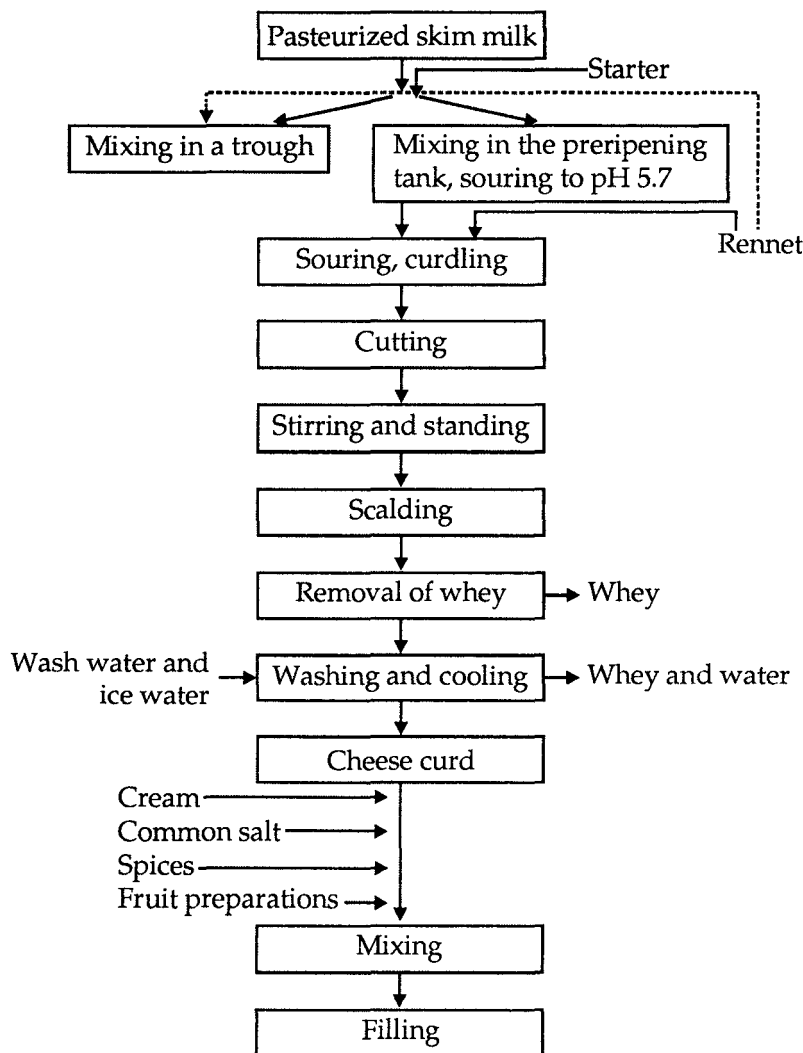 Pasteurized skim milk
Starter
Mixing in a trough
Mixing in the preripening
tank, souring to pH 5.7
Rennet
Souring, curdling
Cutting
Stirring and standing
Scalding
Removal of whey
Whey
Wash water and
ice water
Washing and cooling
Whey and water
Cheese curd
Cream
Common salt
Spices
Fruit preparations
Mixing
Filling